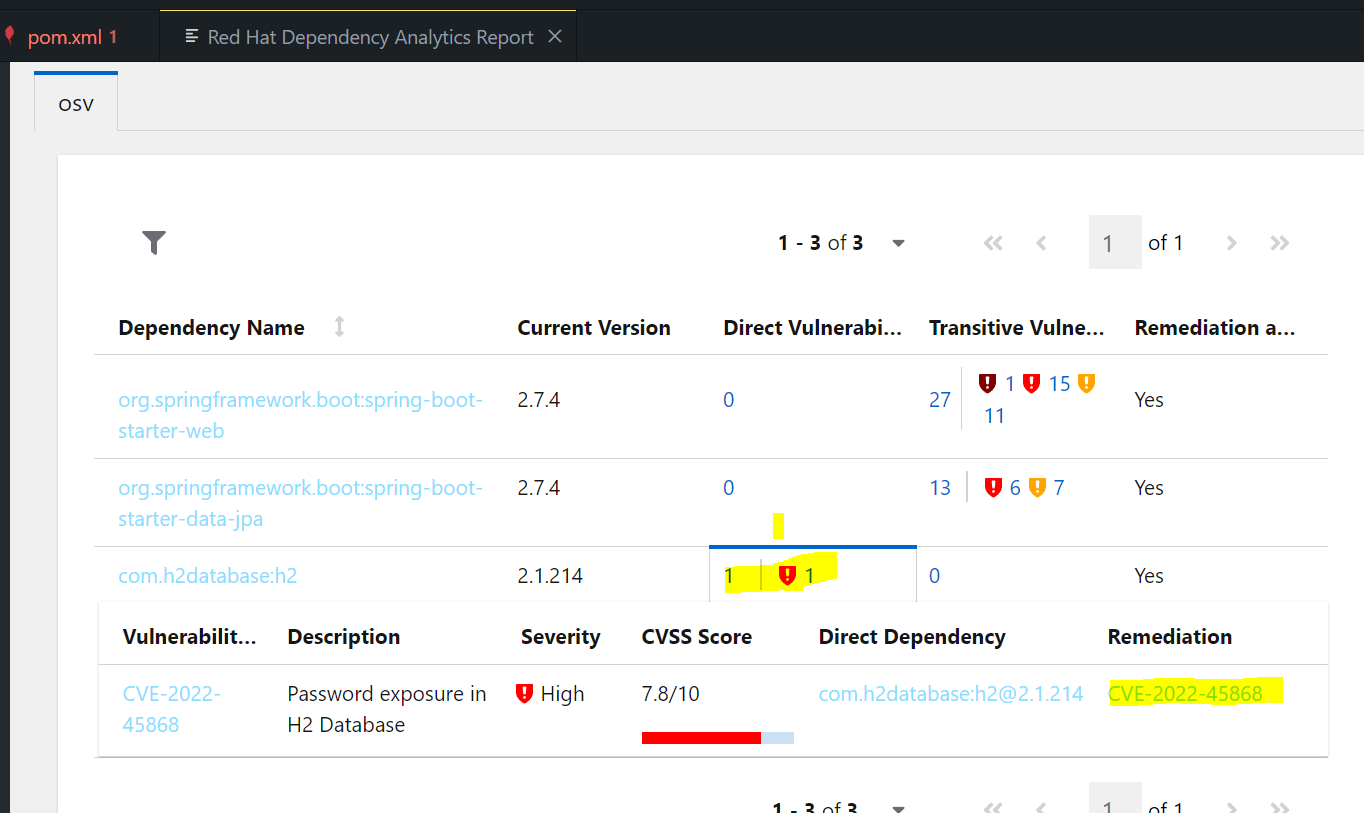 pom.xml 1
Red Hat Dependency Analytics Report
OSV
1 - 3 of 3
1 of 1
Dependency Name Current Version Direct Vulnerabi... Transitive Vulne... Remediation a...
org.springframework.boot:spring-boot- 2.7.4 0 27 1 15 Yes
starter-web 11
org.springframework.boot:spring-boot- 2.7.4 0 13 6 7 Yes
starter-data-jpa
com.h2database:h2 2.1.214 1 1 0 Yes
Vulnerabilit... Description Severity CVSS Score Direct Dependency Remediation
CVE-2022- Password exposure in High 7.8/10 com.h2database:h2@2.1.214 CVE-2022-45868
45868 H2 Database
1 - 3 of 3
1 of 1